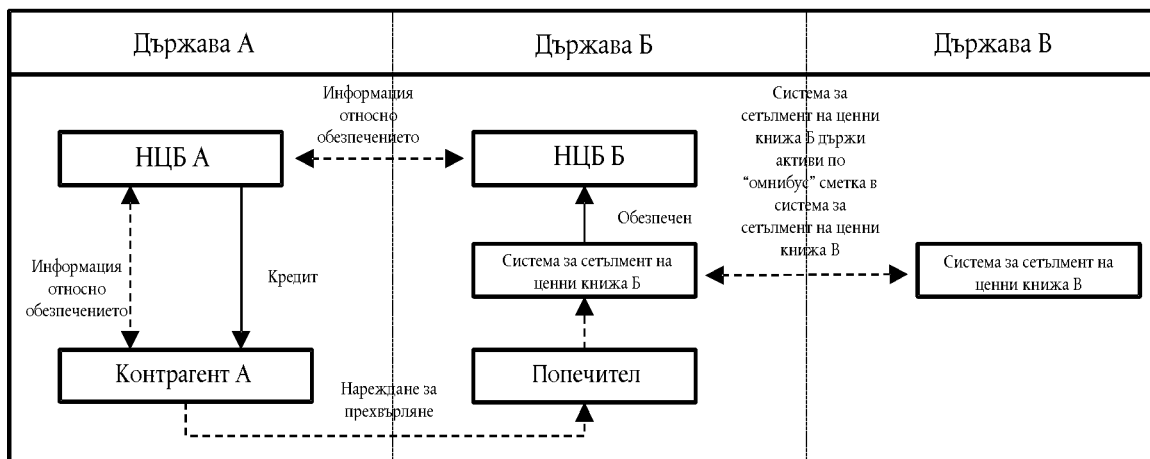 Държава А
Държава Б
Държава В
Информация
относно
обезпечението
Система за
сетълмент на ценни
книжа Б държи
активи по
“омнибус” сметка в
система за
сетълмент на ценни
книжа В
НЦБ А
НЦБ Б
Обезпечен
Информация
относно
обезпечението
Кредит
Система за сетълмент на
ценни книжа Б
Система за сетълмент на
ценни книжа В
Контрагент А
Нареждане за
прехвърляне
Попечител